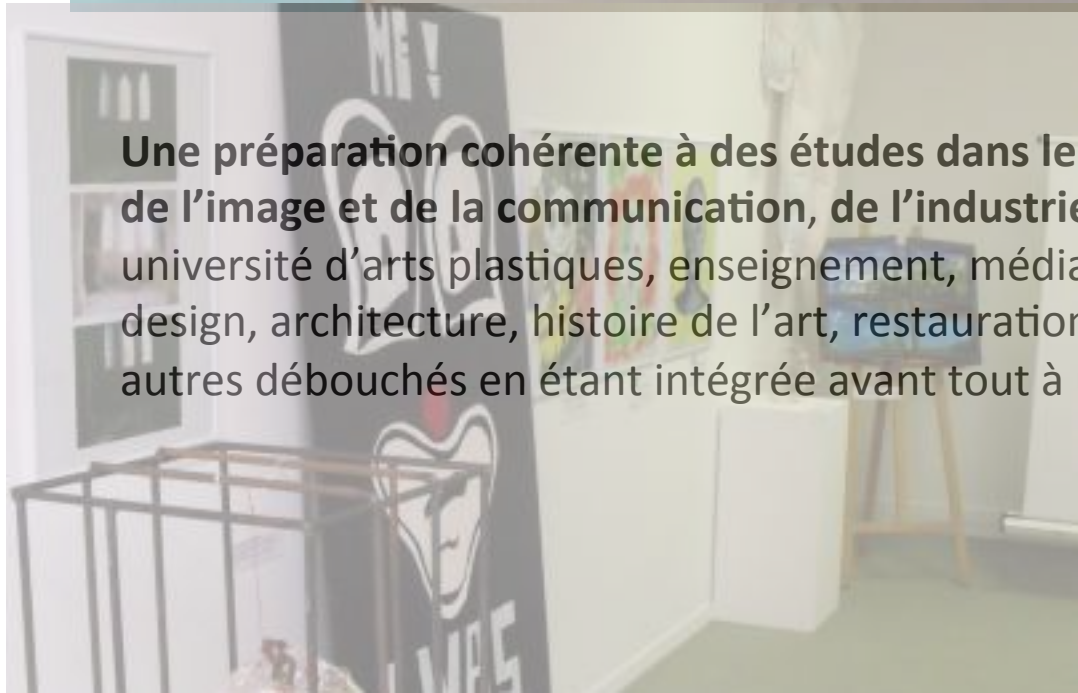 ME!
Une préparation cohérente à des études dans le
de l’image et de la communication, de l’industrie
université d’arts plastiques, enseignement, média
design, architecture, histoire de l’art, restauration
autres débouchés en étant intégrée avant tout à